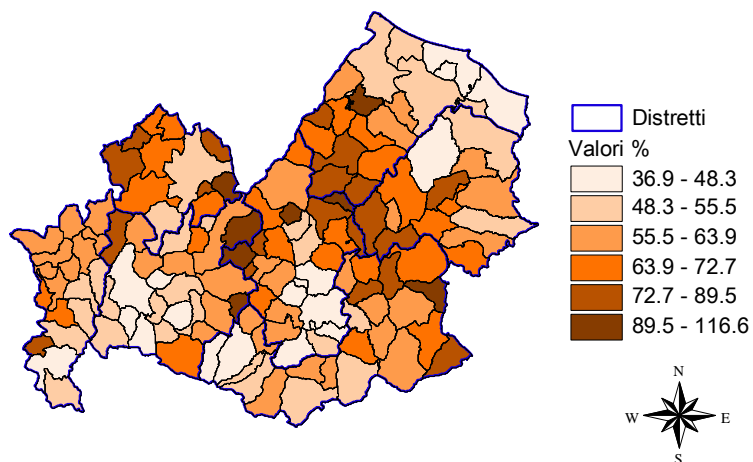 Distretti
Valori %
36.9 - 48.3
48.3 - 55.5
55.5 - 63.9
63.9 - 72.7
72.7 - 89.5
89.5 - 116.6
N
W E
S